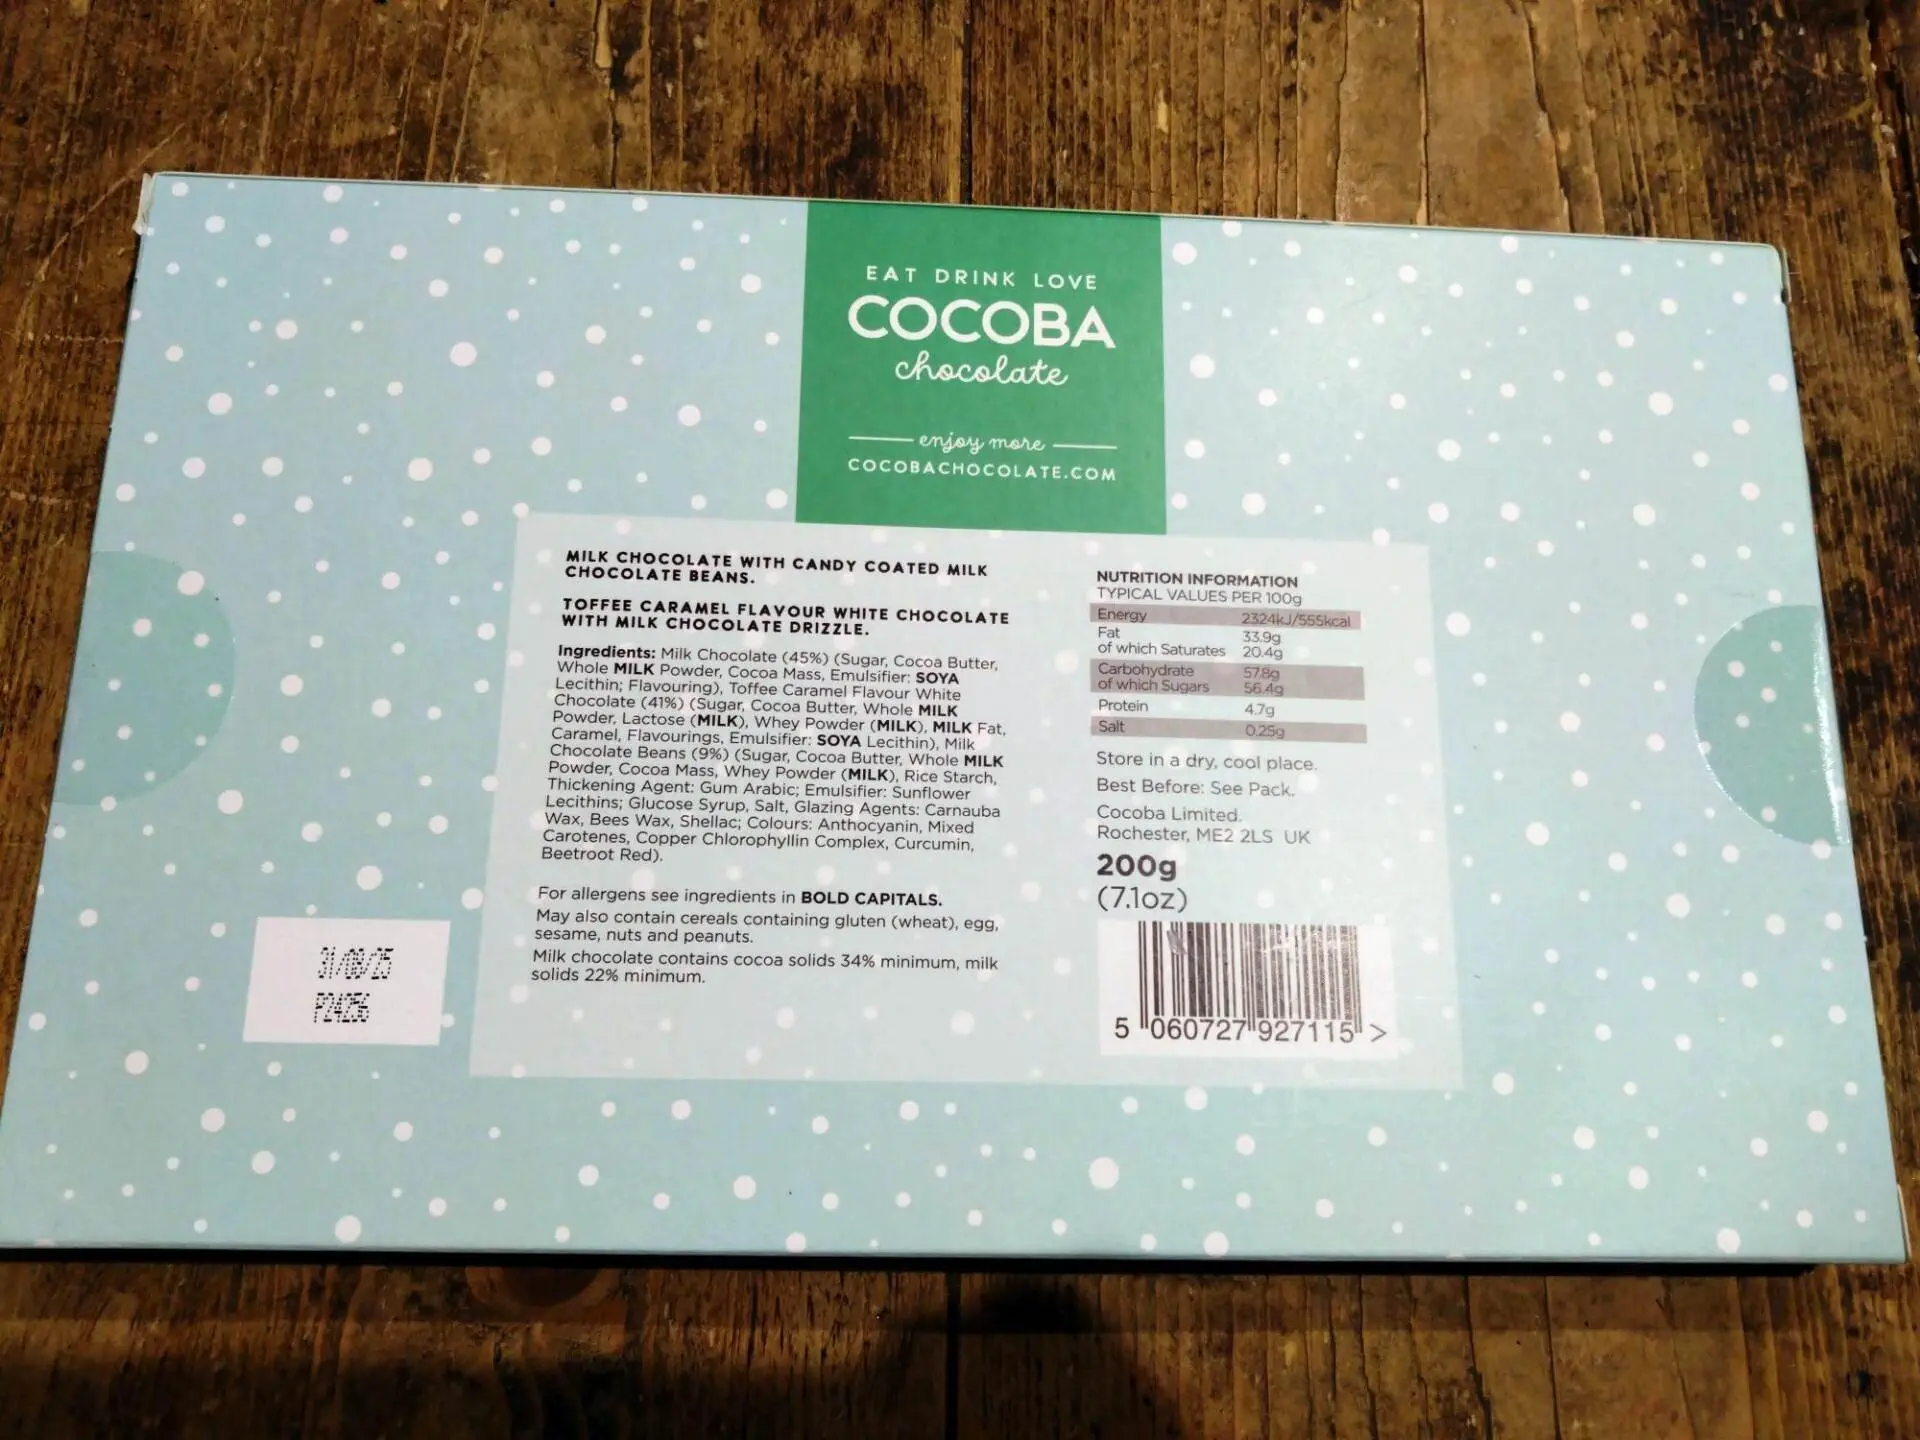 EAT DRINK LOVE
COCOBA
chocolate
enjoy more
COCOBACHOCOLATE.COM
MILK CHOCOLATE WITH CANDY COATED MILK
CHOCOLATE BEANS.
TOFFEE CARAMEL FLAVOUR WHITE CHOCOLATE
WITH MILK CHOCOLATE DRIZZLE.
Ingredients: Milk Chocolate (45%) (Sugar, Cocoa Butter,
Whole MILK Powder, Cocoa Mass, Emulsifier: SOYA
Lecithin; Flavouring), Toffee Caramel Flavour White
Chocolate (41%) (Sugar, Cocoa Butter, Whole MILK
Powder, Lactose (MILK), Whey Powder (MILK), MILK Fat,
Caramel, Flavourings, Emulsifier: SOYA Lecithin), Milk
Chocolate Beans (9%) (Sugar, Cocoa Butter, Whole MILK
Powder, Cocoa Mass, Whey Powder (MILK), Rice Starch,
Thickening Agent: Gum Arabic; Emulsifier: Sunflower
Lecithins; Glucose Syrup, Salt, Glazing Agents: Carnauba
Wax, Bees Wax, Shellac; Colours: Anthocyanin, Mixed
Carotenes, Copper Chlorophyllin Complex, Curcumin,
Beetroot Red).
For allergens see ingredients in BOLD CAPITALS.
May also contain cereals containing gluten (wheat), egg,
sesame, nuts and peanuts.
Milk chocolate contains cocoa solids 34% minimum, milk
solids 22% minimum.
NUTRITION INFORMATION
TYPICAL VALUES PER 100g
Energy 2324kJ/555kcal
Fat 33.9g
of which Saturates 20.4g
Carbohydrate 57.8g
of which Sugars 56.4g
Protein 4.7g
Salt 0.25g
Store in a dry, cool place.
Best Before: See Pack.
Cocoba Limited.
Rochester, ME2 2LS UK
200g
(7.1oz)
5 060727 927115 >
31/08/25
P24256